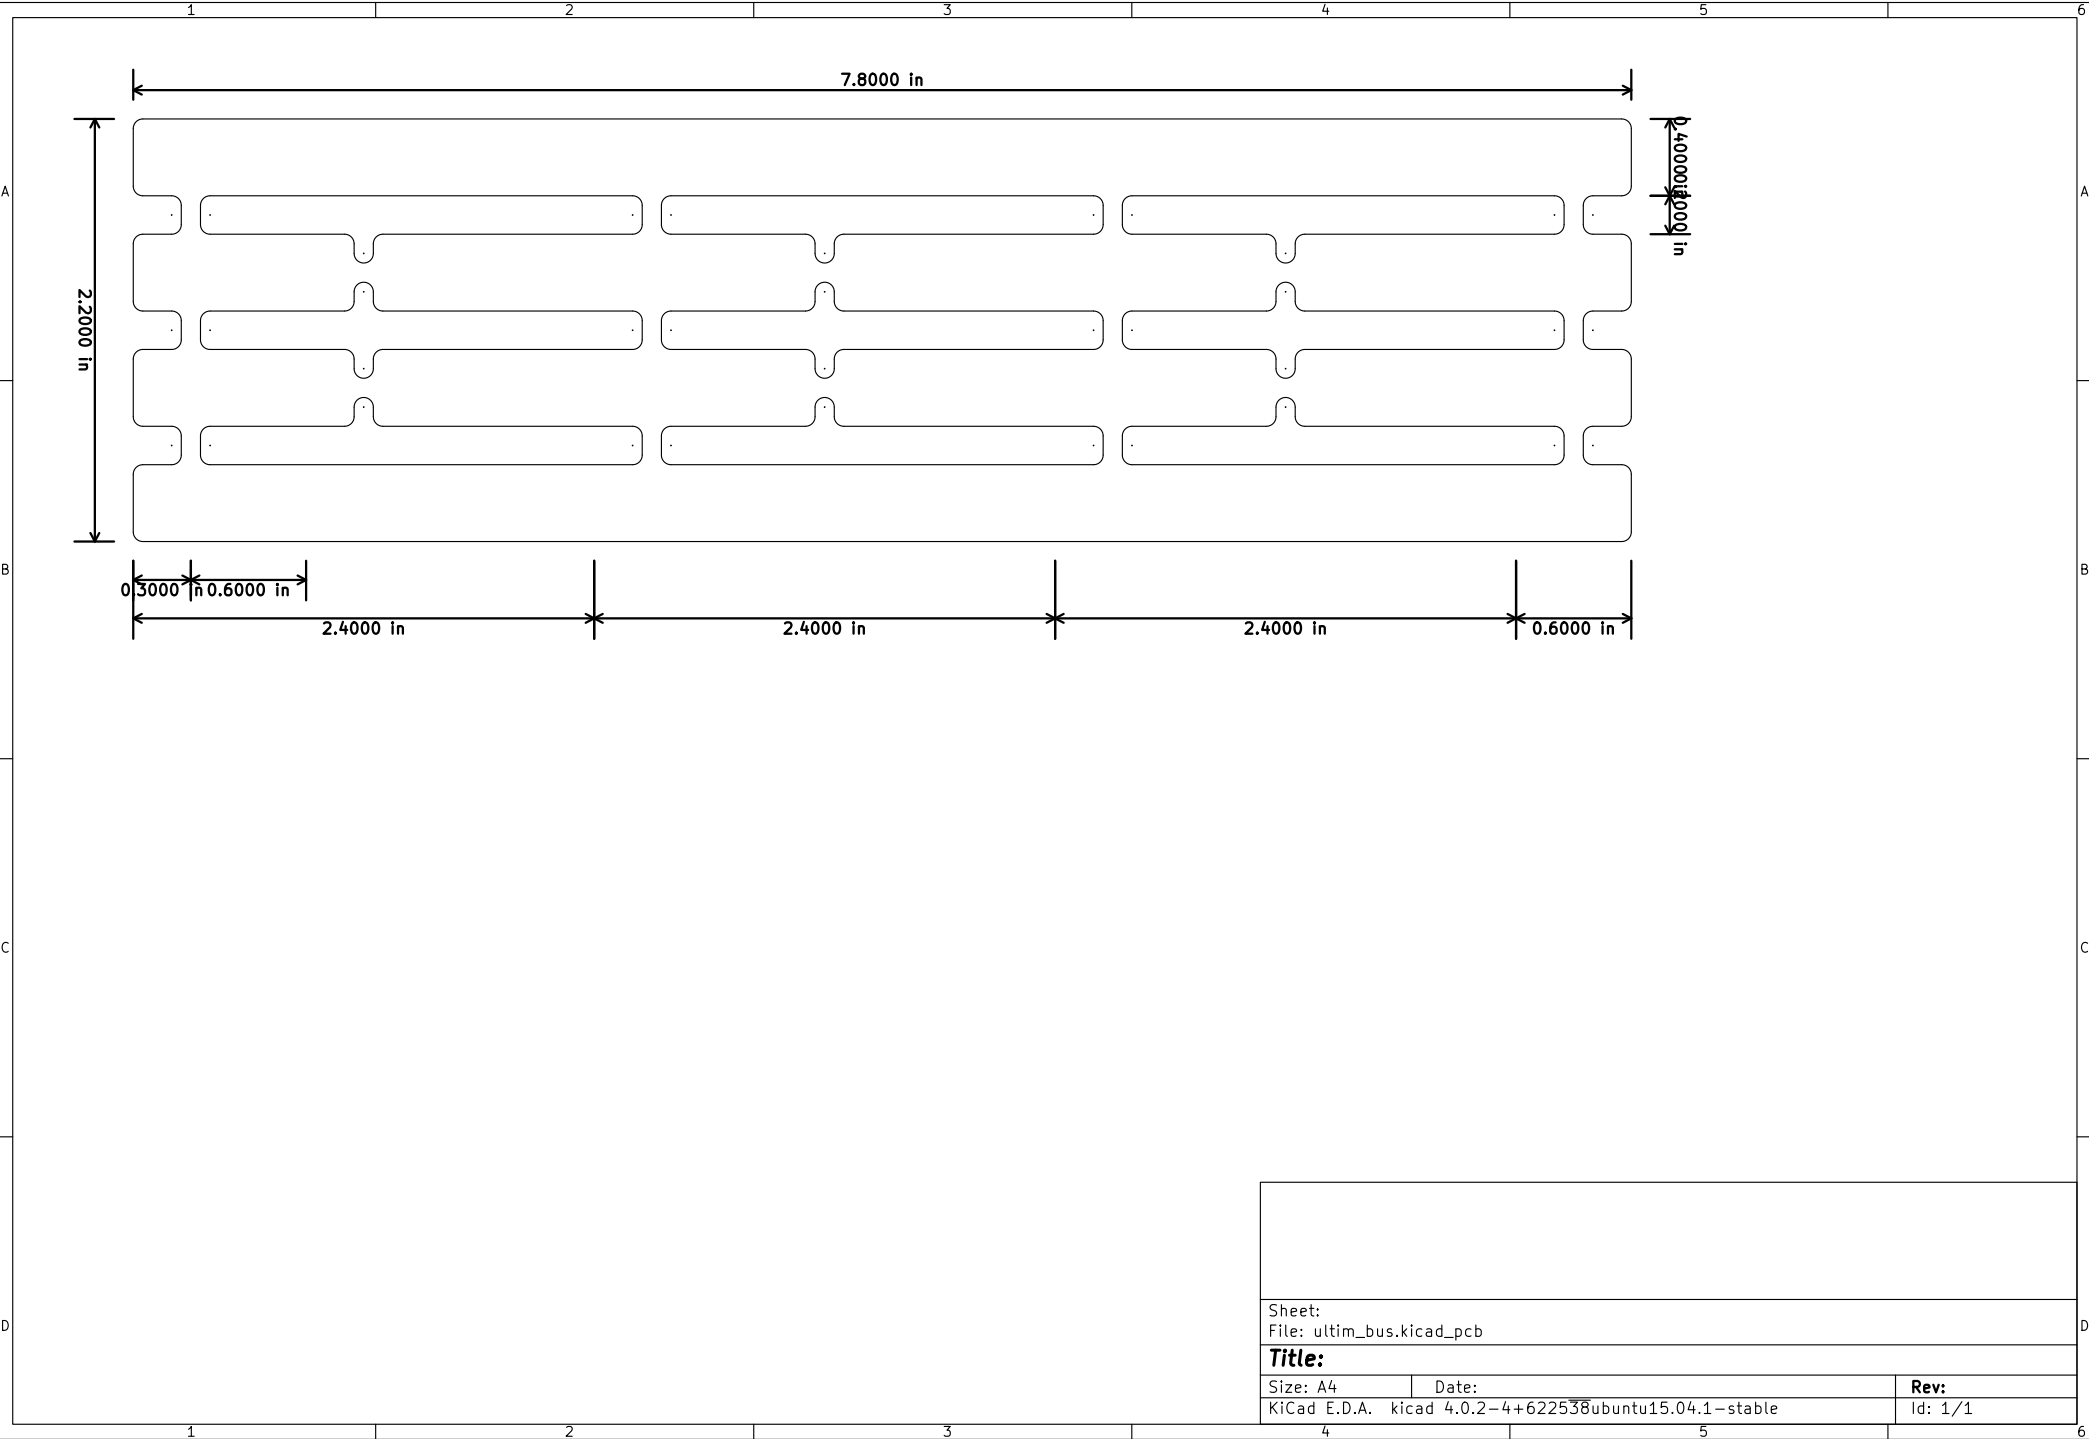 1 2 3 4 5 6
7.8000 in
0.4000 in
A A
0.2000 in
2.2000 in
B B
0.3000 in 0.6000 in
2.4000 in 2.4000 in 2.4000 in 0.6000 in
C C
Sheet:
File: ultim_bus.kicad_pcb
D D
Title:
Size: A4 Date: Rev:
KiCad E.D.A. kicad 4.0.2-4+622538ubuntu15.04.1-stable Id: 1/1
1 2 3 4 5 6